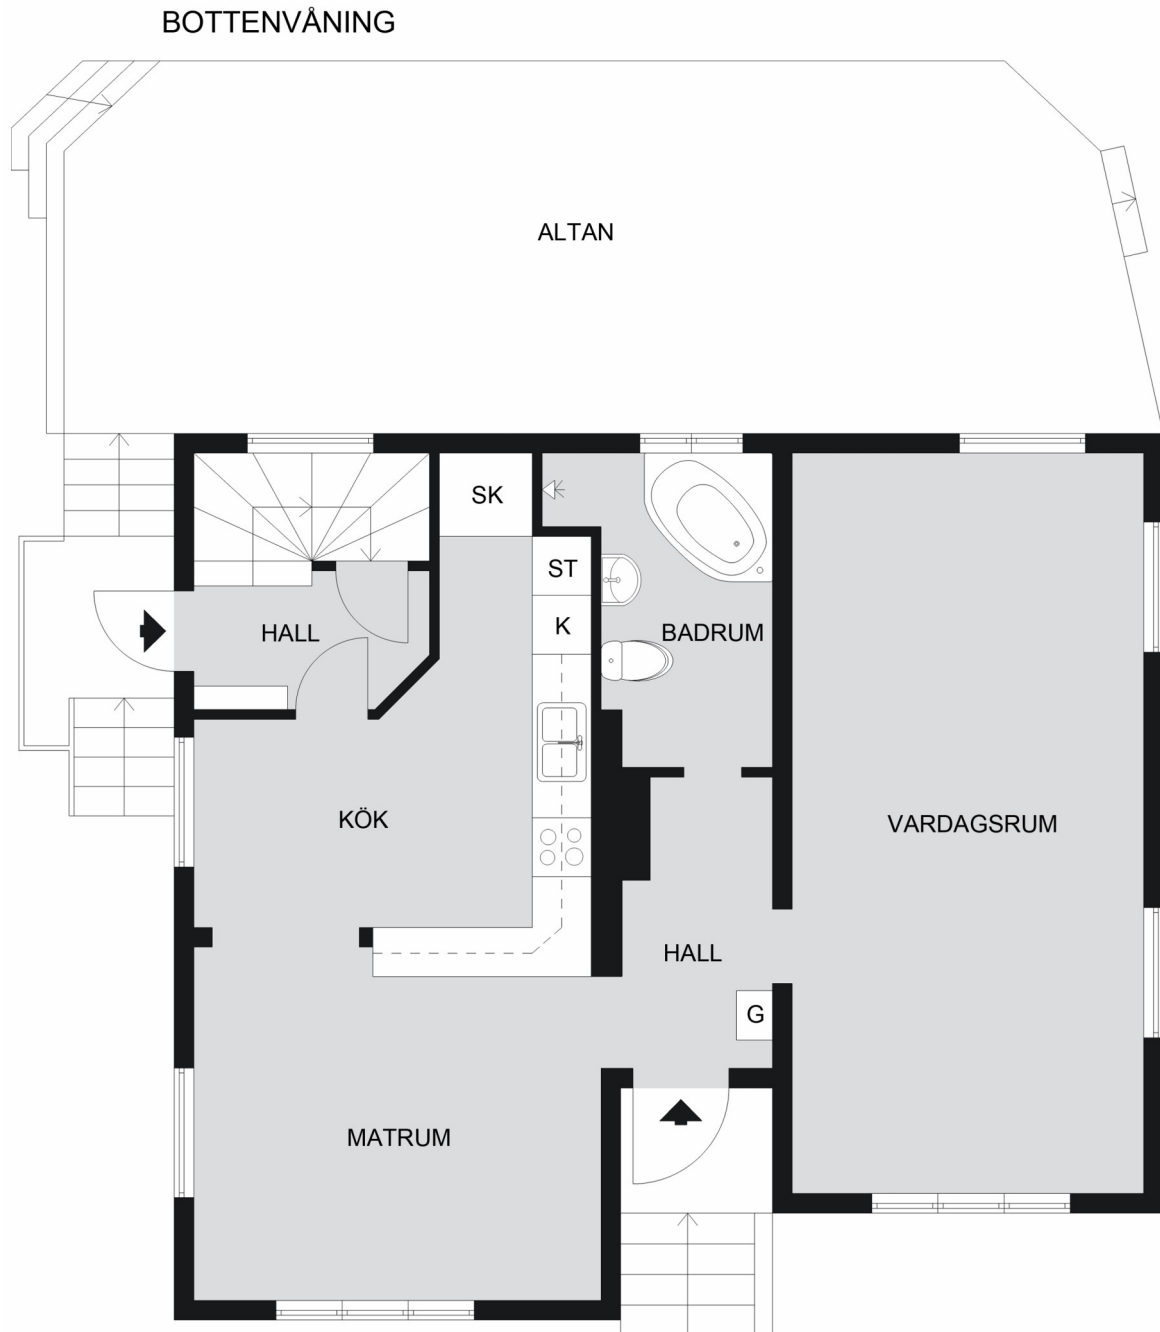 BOTTENVÅNING
ALTAN
SK
ST
K
HALL
BADRUM
KÖK
VARDAGSRUM
HALL
G
MATRUM